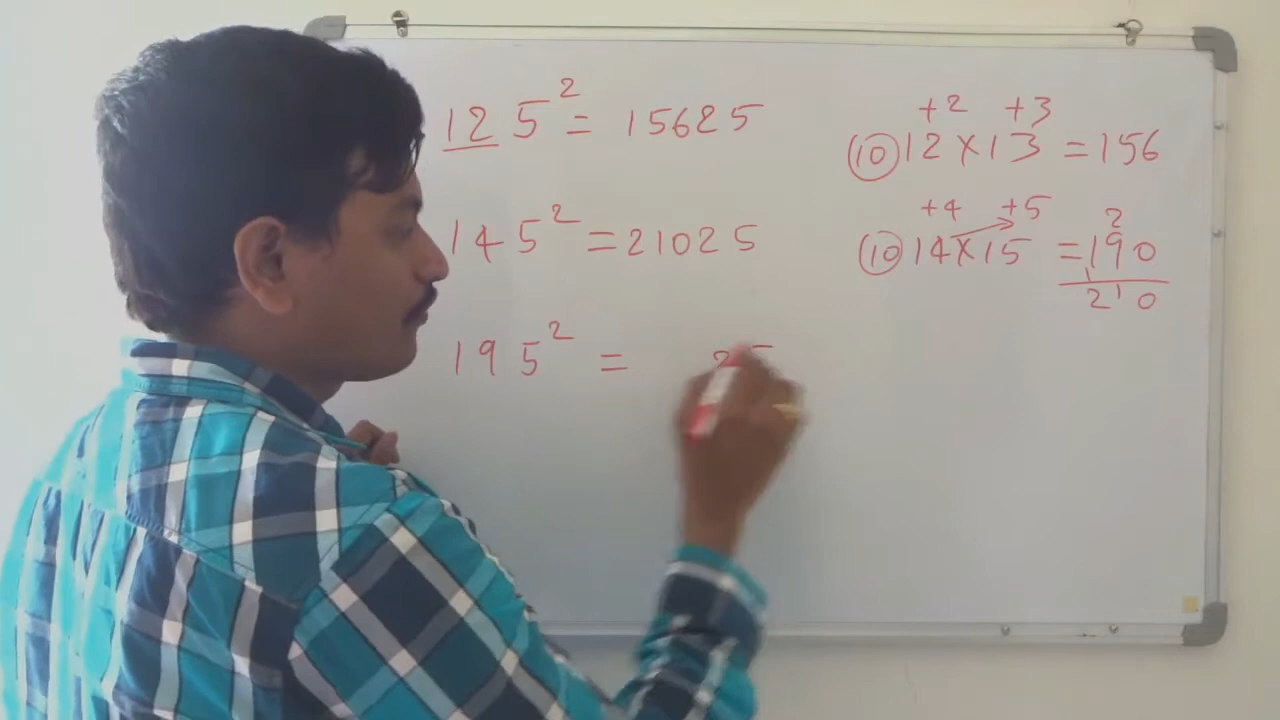 125² = 15625
145² = 21025
195² = 25
+2 +3
⑩ 12 × 13 = 156
+4 +5
2
⑩ 14 × 15 = 190
1
210